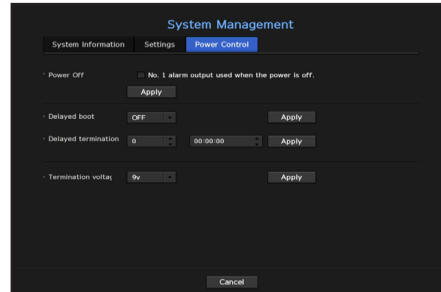 System Management
System Information Settings Power Control
Power Off No. 1 alarm output used when the power is off.
Apply
Delayed boot OFF Apply
Delayed termination 0 00:00:00 Apply
Termination voltag 9v Apply
Cancel